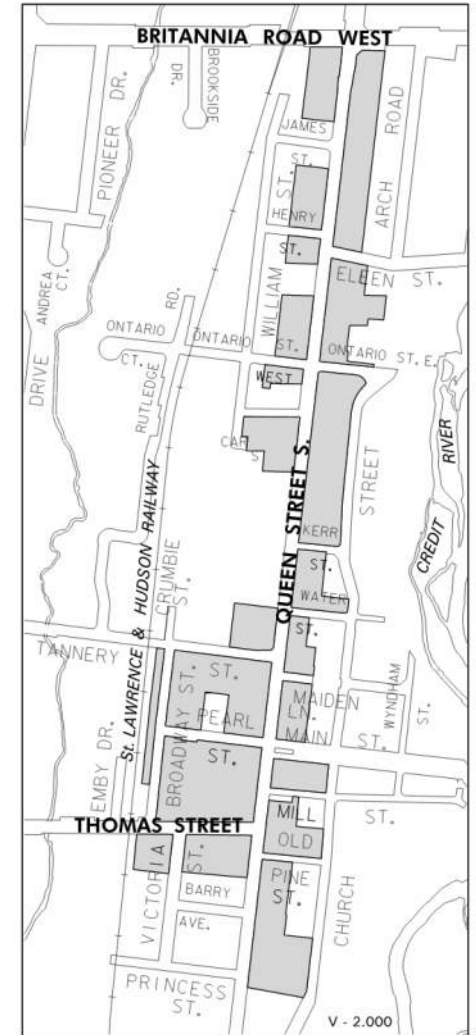 BRITANNIA ROAD WEST
PIONEER DR.
BROOKSIDE
DR.
JAMES
ST.
ARCH ROAD
ST.
HENRY
ST.
WILLIAM
ELEEN ST.
ANDREA
CT.
RD.
ONTARIO
CT.
ONTARIO
ST.
ONTARIO ST. E.
DRIVE
RUTLEDGE
WEST
CAR
S
QUEEN STREET S.
STREET
RIVER
CREDIT
KERR
ST.
WATER
ST.
St. LAWRENCE & HUDSON RAILWAY
CRUMBIE
ST.
TANNERY
ST.
BROADWAY ST.
PEARL
ST.
MAIDEN
LN.
MAIN
ST.
WYNDHAM
ST.
EMBY DR.
THOMAS STREET
MILL
ST.
OLD
VICTORIA
ST.
BARRY
AVE.
PINE
ST.
CHURCH
PRINCESS
ST.
V - 2.000